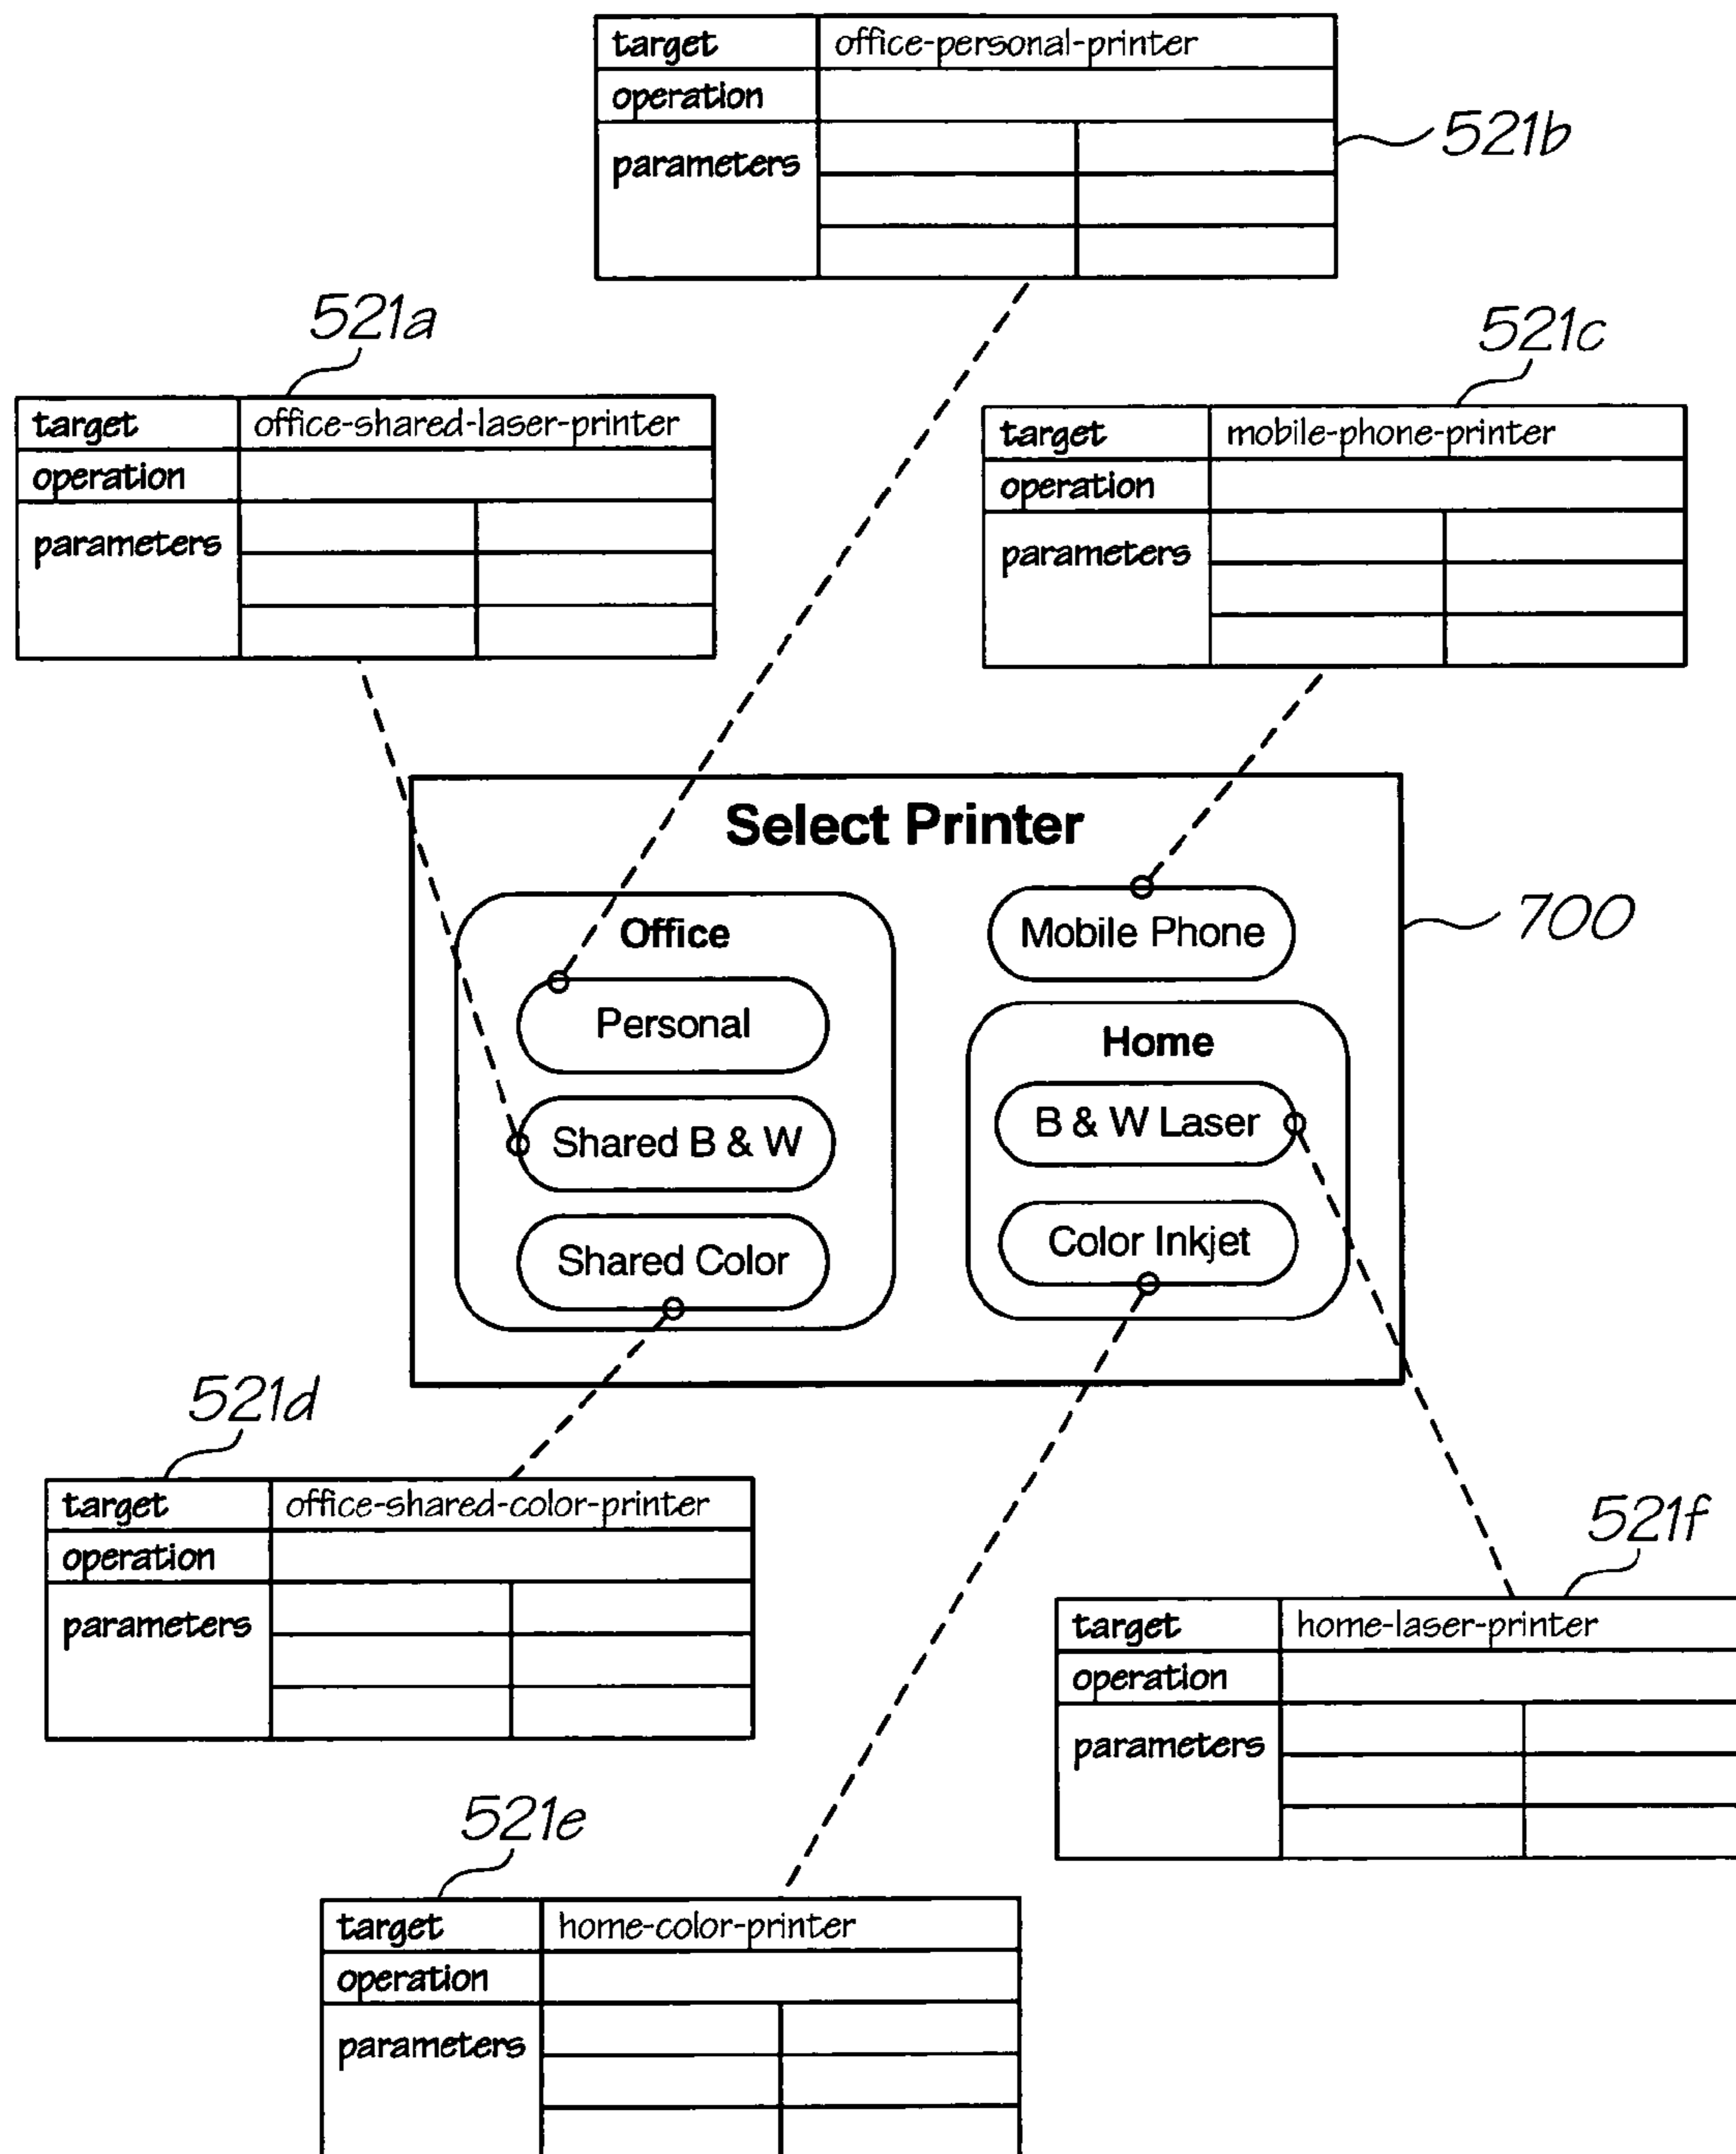 target office-personal-printer
operation
parameters
521b
521a
target office-shared-laser-printer
operation
parameters
521c
target mobile-phone-printer
operation
parameters
Select Printer
700
Office
Personal
Shared B & W
Shared Color
Mobile Phone
Home
B & W Laser
Color Inkjet
521d
target office-shared-color-printer
operation
parameters
521f
target home-laser-printer
operation
parameters
521e
target home-color-printer
operation
parameters